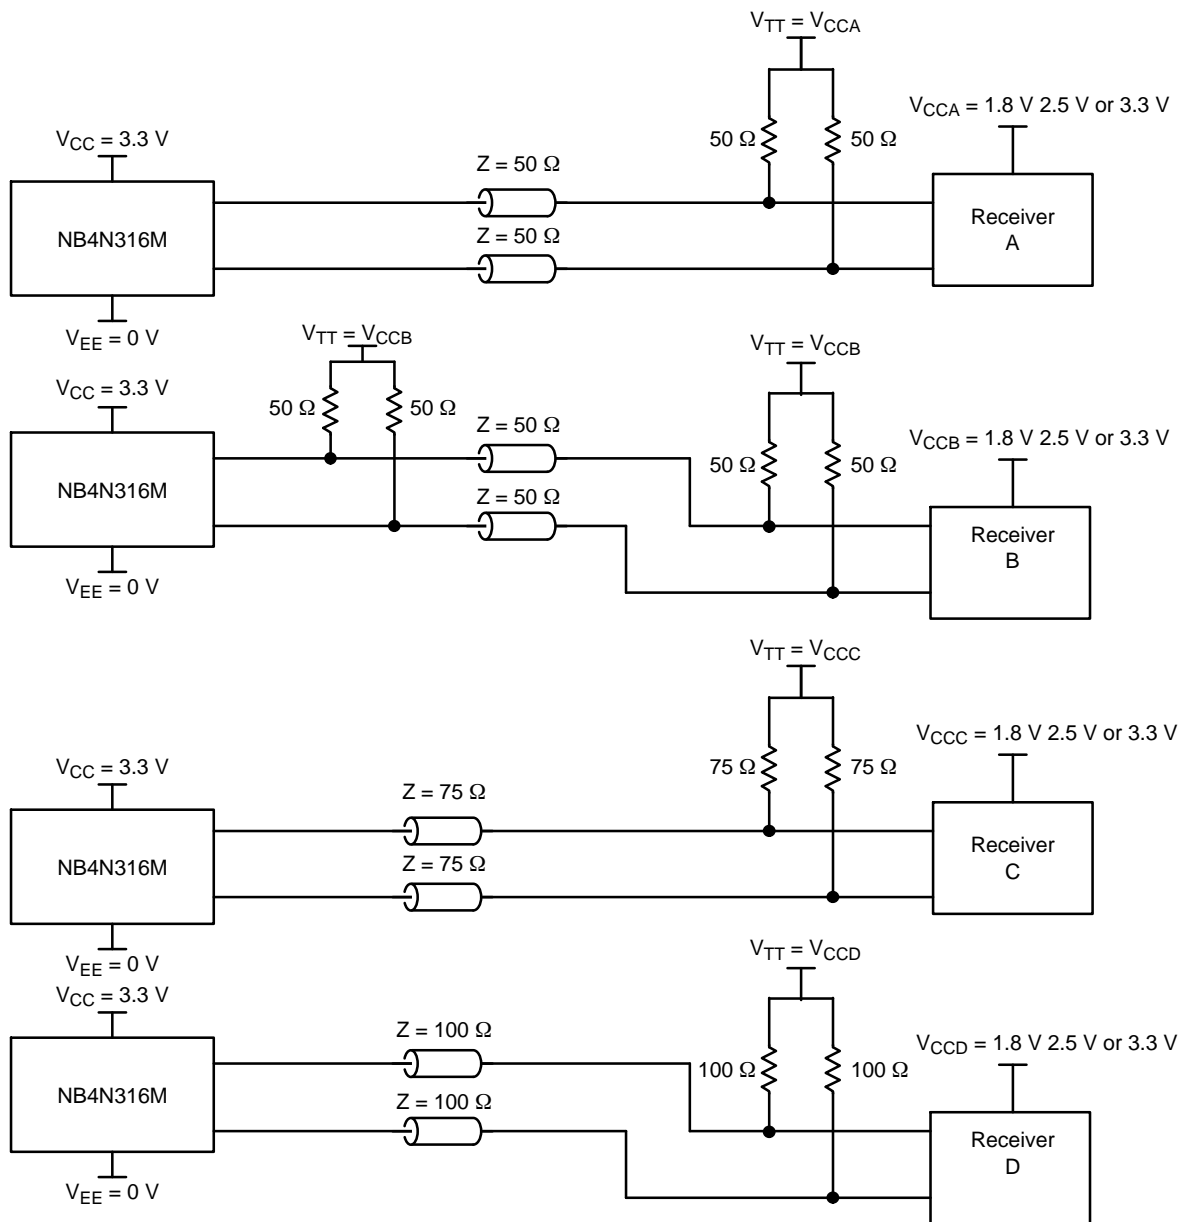 V_TT = V_CCA
V_CCA = 1.8 V 2.5 V or 3.3 V
V_CC = 3.3 V
50 Ω 50 Ω
Z = 50 Ω
NB4N316M
Z = 50 Ω
Receiver
A
V_EE = 0 V
V_TT = V_CCB
V_TT = V_CCB
V_CC = 3.3 V
50 Ω 50 Ω
Z = 50 Ω
V_CCB = 1.8 V 2.5 V or 3.3 V
50 Ω 50 Ω
NB4N316M
Z = 50 Ω
Receiver
B
V_EE = 0 V
V_TT = V_CCC
V_CCC = 1.8 V 2.5 V or 3.3 V
V_CC = 3.3 V
75 Ω 75 Ω
Z = 75 Ω
NB4N316M
Z = 75 Ω
Receiver
C
V_EE = 0 V
V_TT = V_CCD
V_CC = 3.3 V
Z = 100 Ω
V_CCD = 1.8 V 2.5 V or 3.3 V
100 Ω 100 Ω
NB4N316M
Z = 100 Ω
Receiver
D
V_EE = 0 V